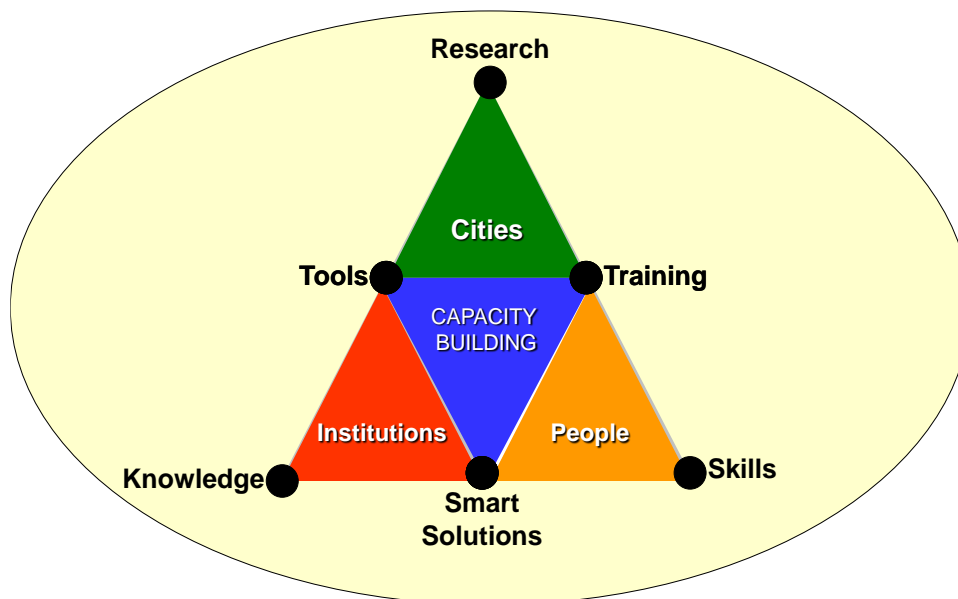 Research
Cities
Tools
Training
CAPACITY
BUILDING
Institutions
People
Knowledge
Skills
Smart
Solutions